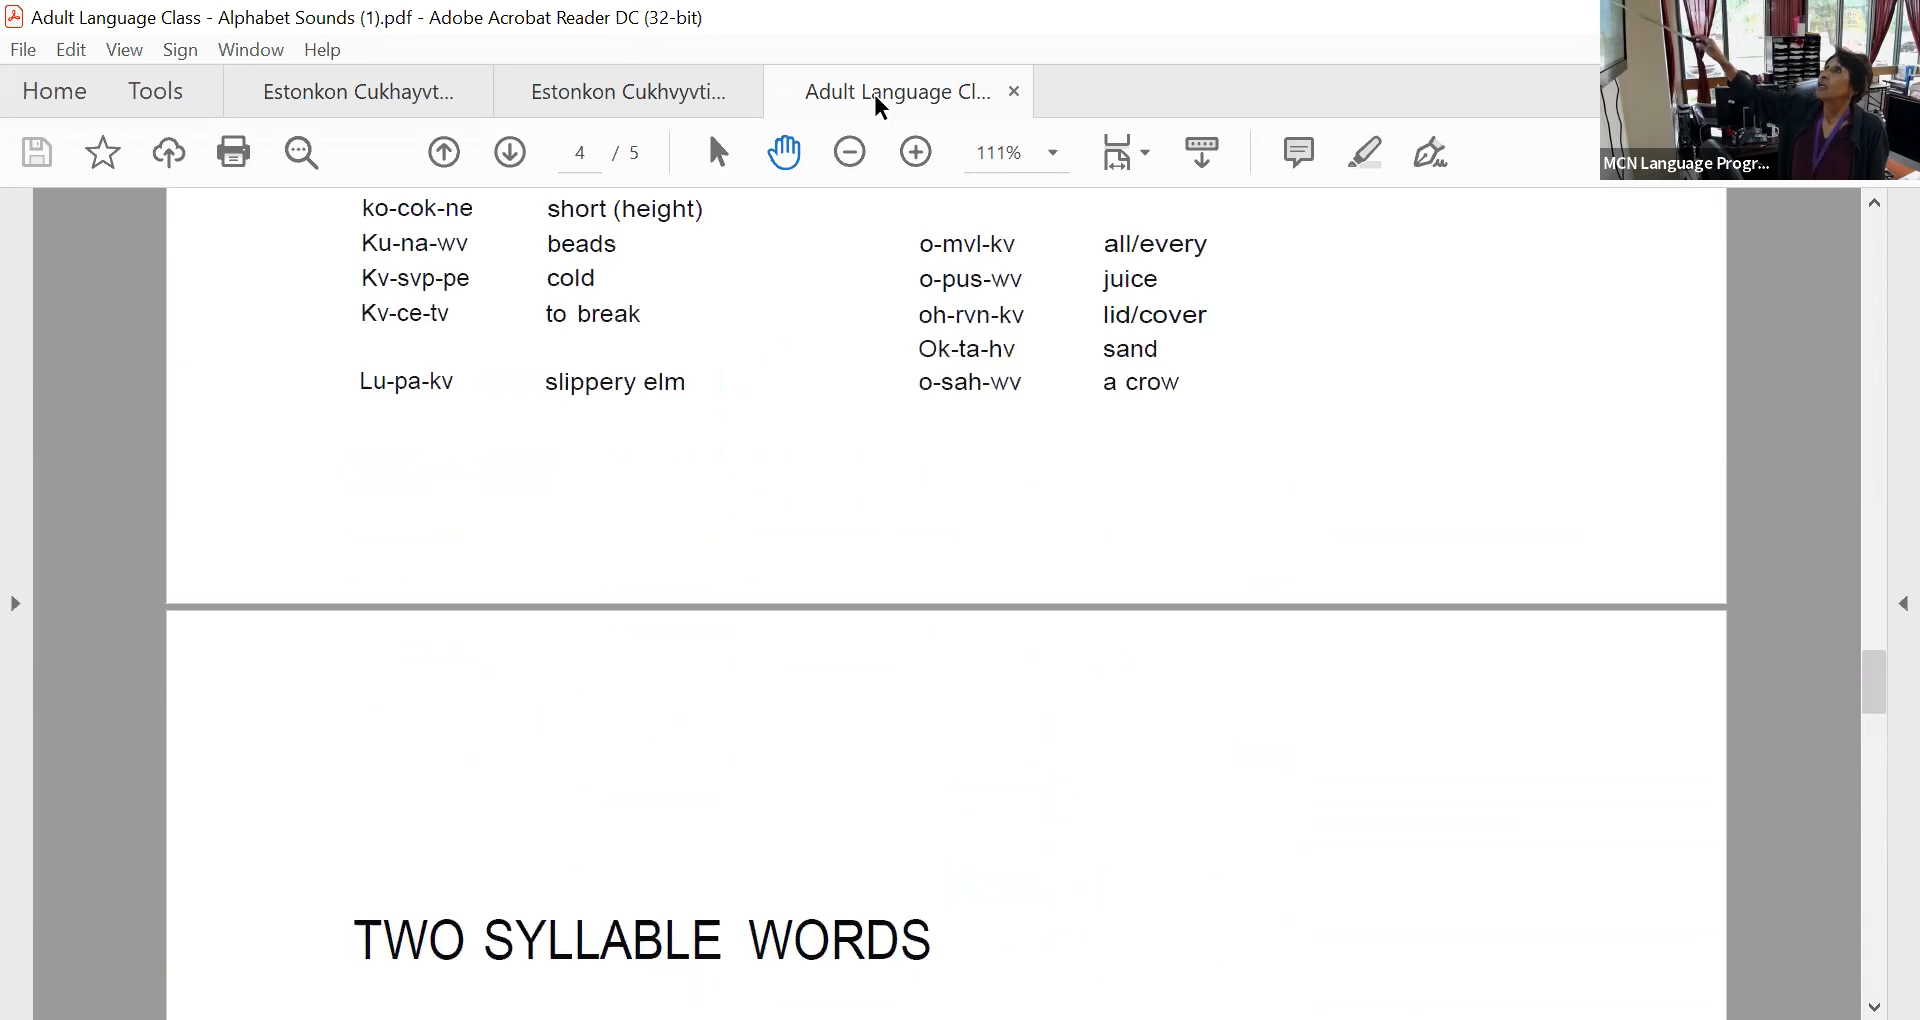 Adult Language Class - Alphabet Sounds (1).pdf - Adobe Acrobat Reader DC (32-bit)
File Edit View Sign Window Help
Home Tools Estonkon Cukhayvt... Estonkon Cukhvyvti... Adult Language Cl... ×
4 / 5 111%
MCN Language Progr...
ko-cok-ne short (height)
Ku-na-wv beads o-mvl-kv all/every
Kv-svp-pe cold o-pus-wv juice
Kv-ce-tv to break oh-rvn-kv lid/cover
Ok-ta-hv sand
Lu-pa-kv slippery elm o-sah-wv a crow
TWO SYLLABLE WORDS